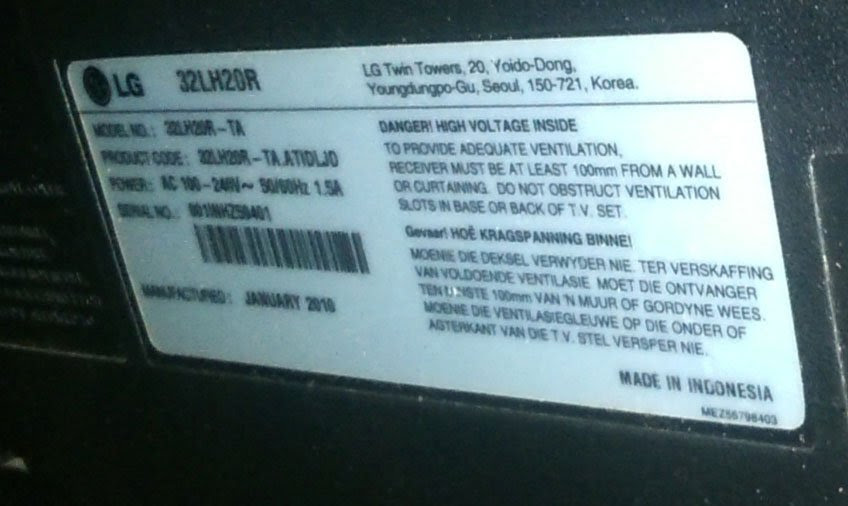 LG 32LH20R
LG Twin Towers, 20, Yoido-Dong,
Youngdungpo-Gu, Seoul, 150-721, Korea.
MODEL NO.: 32LH20R-TA
PRODUCT CODE: 32LH20R-TA.ATIDLJD
POWER: AC 100-240V~ 50/60Hz 1.5A
SERIAL NO.:
MANUFACTURED: JANUARY 2010
DANGER! HIGH VOLTAGE INSIDE
TO PROVIDE ADEQUATE VENTILATION,
RECEIVER MUST BE AT LEAST 100mm FROM A WALL
OR CURTAINING. DO NOT OBSTRUCT VENTILATION
SLOTS IN BASE OR BACK OF T.V. SET.
Gevaar! HOË KRAGSPANNING BINNE!
MOENIE DIE DEKSEL VERWYDER NIE. TER VERSKAFFING
VAN VOLDOENDE VENTILASIE MOET DIE ONTVANGER
TEN LINSTE 100mm VAN 'N MUUR OF GORDYNE WEES.
MOENIE DIE VENTILASIEGLEUWE OP DIE ONDER OF
AGTERKANT VAN DIE T.V. STEL VERSPER NIE.
MADE IN INDONESIA